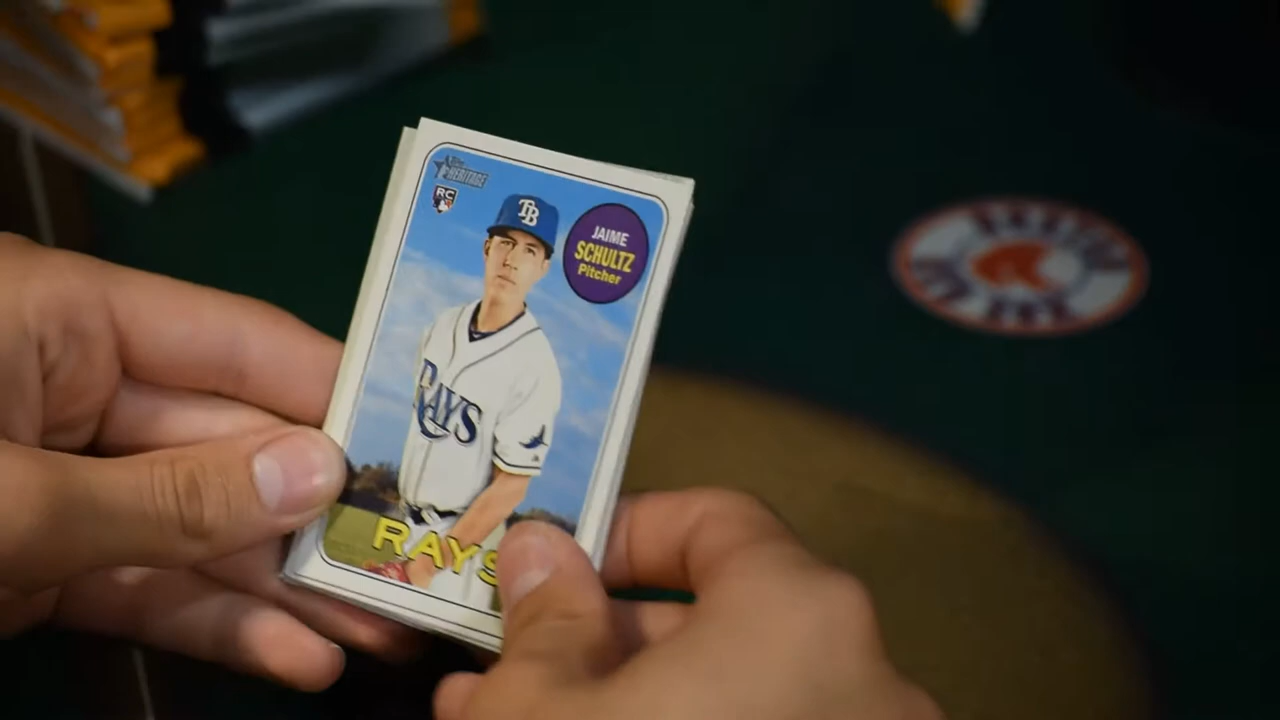 Topps
HERITAGE
RC
TB
JAIME
SCHULTZ
Pitcher
RAYS
RAYS